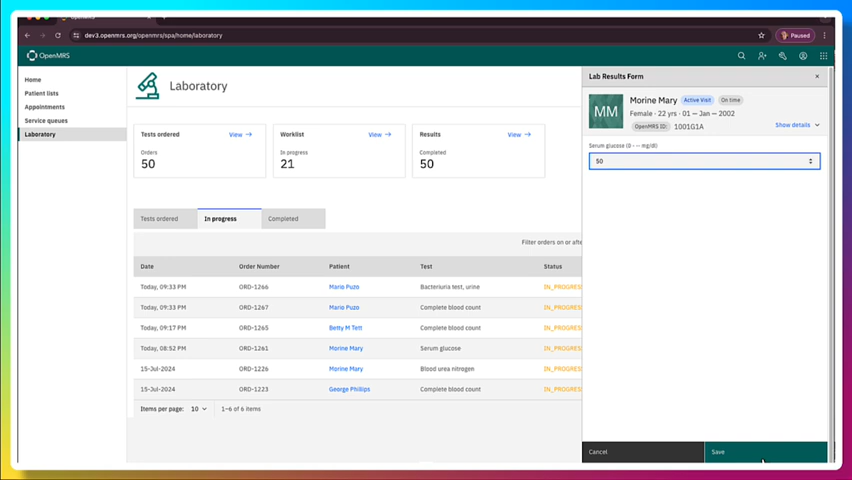 dev3.openmrs.org/openmrs/spa/home/laboratory
Paused
OpenMRS
Home
Patient lists
Appointments
Service queues
Laboratory
Laboratory
Tests ordered
View →
Orders
50
Worklist
View →
In progress
21
Results
View →
Completed
50
Tests ordered
In progress
Completed
Filter orders on or afte
Date Order Number Patient Test Status
Today, 09:33 PM ORD-1266 Mario Puzo Bacteriuria test, urine IN_PROGRESS
Today, 09:33 PM ORD-1267 Mario Puzo Complete blood count IN_PROGRESS
Today, 09:17 PM ORD-1265 Betty M Tett Complete blood count IN_PROGRESS
Today, 08:52 PM ORD-1261 Morine Mary Serum glucose IN_PROGRESS
15-Jul-2024 ORD-1226 Morine Mary Blood urea nitrogen IN_PROGRESS
15-Jul-2024 ORD-1223 George Phillips Complete blood count IN_PROGRESS
Items per page: 10
1–6 of 6 items
Lab Results Form
MM
Morine Mary Active Visit On time
Female · 22 yrs · 01 — Jan — 2002
OpenMRS ID: 1001G1A
Show details
Serum glucose (0 - -- mg/dl)
50
Cancel
Save